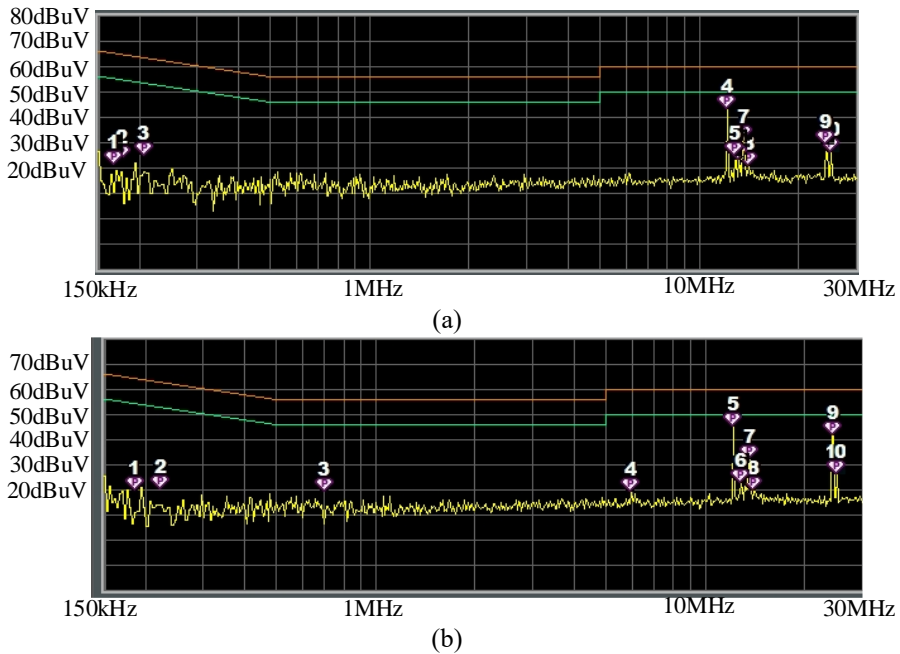 80dBuV
70dBuV
60dBuV
50dBuV
40dBuV
30dBuV
20dBuV
4
7
9
1
3
5
P P P P P P P
150kHz 1MHz 10MHz 30MHz
(a)
70dBuV
60dBuV
50dBuV
40dBuV
30dBuV
20dBuV
5
9
7
1 2 3 4 6 8 10
P P P P P P P P P P
150kHz 1MHz 10MHz 30MHz
(b)